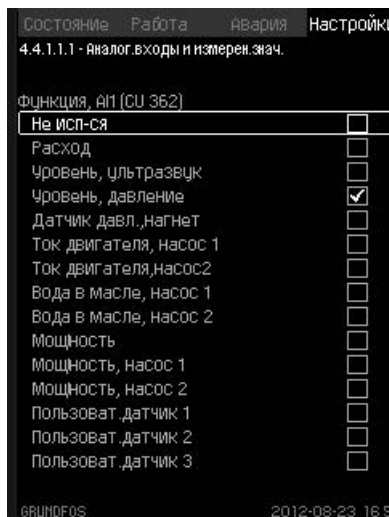 Состояние Работа Авария Настройки
4.4.1.1.1 - Аналог.входы и измерен.знач.
Функция, AI1 (CU 362)
Не исп-ся
Расход
Уровень, ультразвук
Уровень, давление
Датчик давл.,нагнет
Ток двигателя, насос 1
Ток двигателя,насос2
Вода в масле, насос 1
Вода в масле, насос 2
Мощность
Мощность, насос 1
Мощность, насос 2
Пользоват.датчик 1
Пользоват.датчик 2
Пользоват.датчик 3
GRUNDFOS 2012-08-23